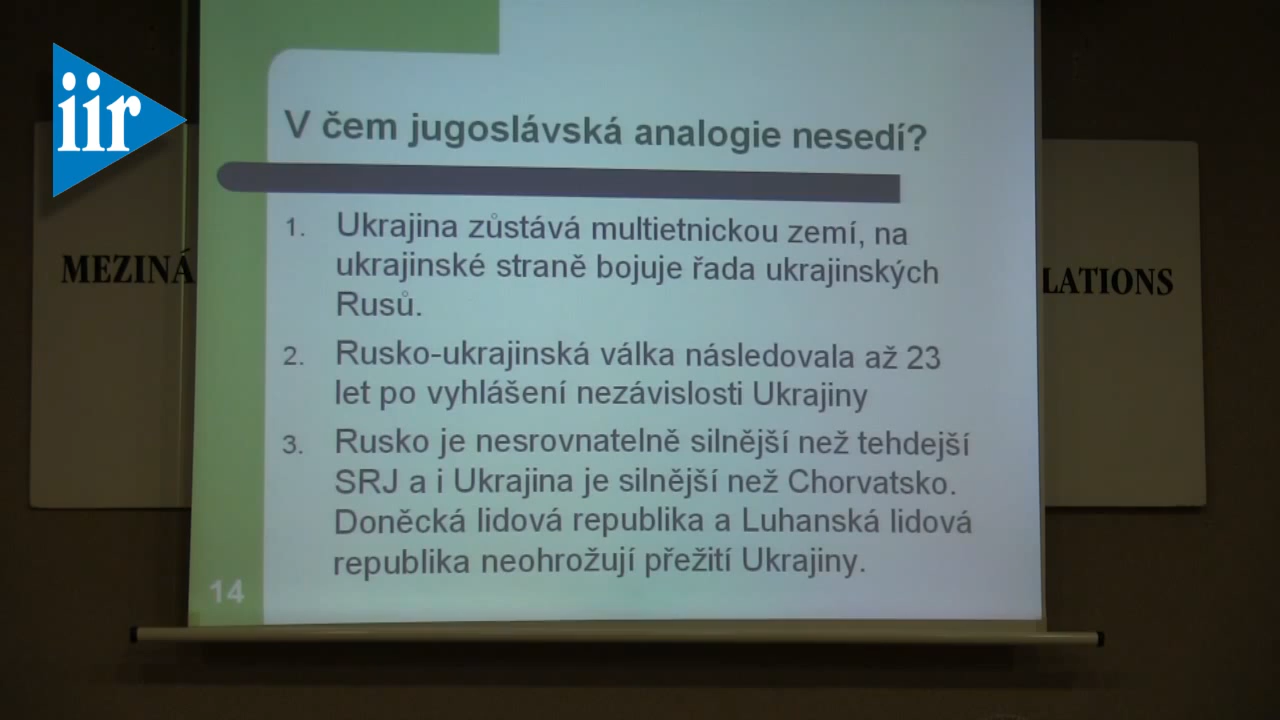 iir
V čem jugoslávská analogie nesedí?
MEZINÁ
LATIONS
1. Ukrajina zůstává multietnickou zemí, na
ukrajinské straně bojuje řada ukrajinských
Rusů.
2. Rusko-ukrajinská válka následovala až 23
let po vyhlášení nezávislosti Ukrajiny
3. Rusko je nesrovnatelně silnější než tehdejší
SRJ a i Ukrajina je silnější než Chorvatsko.
Doněcká lidová republika a Luhanská lidová
republika neohrožují přežití Ukrajiny.
14